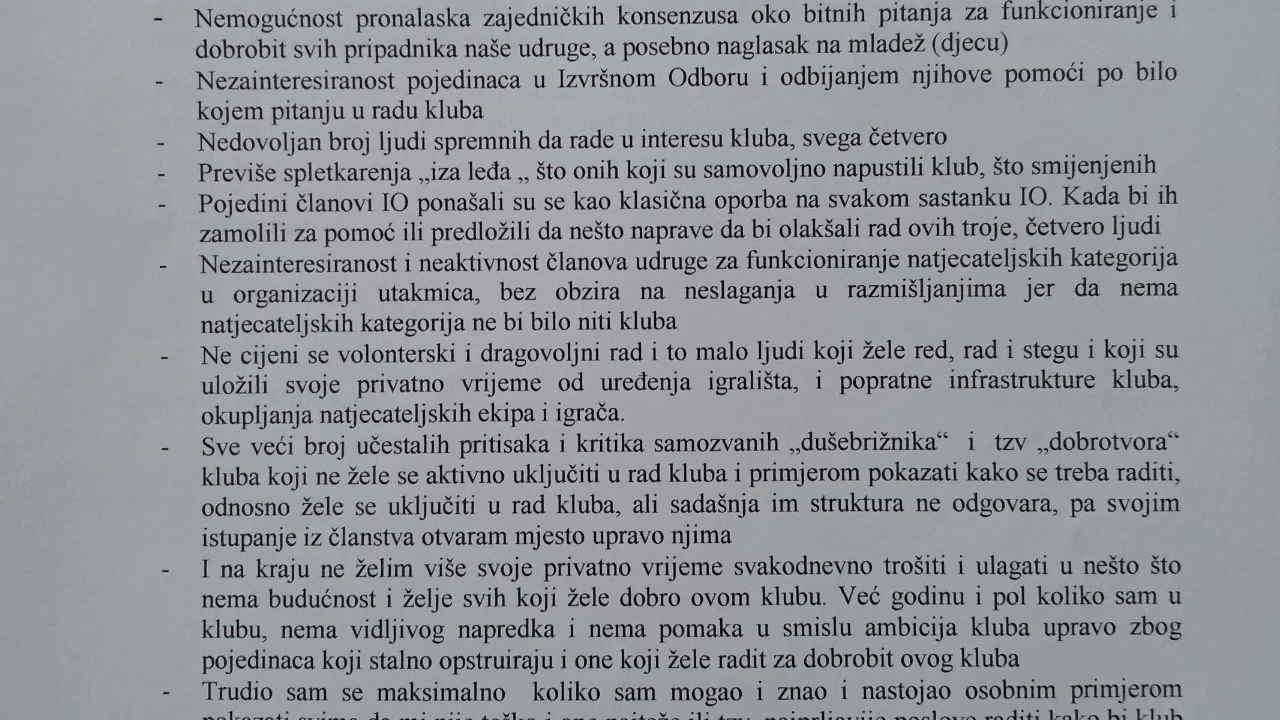 - Nemogućnost pronalaska zajedničkih konsenzusa oko bitnih pitanja za funkcioniranje i
dobrobit svih pripadnika naše udruge, a posebno naglasak na mladež (djecu)
- Nezainteresiranost pojedinaca u Izvršnom Odboru i odbijanjem njihove pomoći po bilo
kojem pitanju u radu kluba
- Nedovoljan broj ljudi spremnih da rade u interesu kluba, svega četvero
- Previše spletkarenja „iza leđa „ što onih koji su samovoljno napustili klub, što smijenjenih
- Pojedini članovi IO ponašali su se kao klasična oporba na svakom sastanku IO. Kada bi ih
zamolili za pomoć ili predložili da nešto naprave da bi olakšali rad ovih troje, četvero ljudi
- Nezainteresiranost i neaktivnost članova udruge za funkcioniranje natjecateljskih kategorija
u organizaciji utakmica, bez obzira na neslaganja u razmišljanjima jer da nema
natjecateljskih kategorija ne bi bilo niti kluba
- Ne cijeni se volonterski i dragovoljni rad i to malo ljudi koji žele red, rad i stegu i koji su
uložili svoje privatno vrijeme od uređenja igrališta, i popratne infrastrukture kluba,
okupljanja natjecateljskih ekipa i igrača.
- Sve veći broj učestalih pritisaka i kritika samozvanih „dušebrižnika“ i tzv „dobrotvora“
kluba koji ne žele se aktivno uključiti u rad kluba i primjerom pokazati kako se treba raditi,
odnosno žele se uključiti u rad kluba, ali sadašnja im struktura ne odgovara, pa svojim
istupanje iz članstva otvaram mjesto upravo njima
- I na kraju ne želim više svoje privatno vrijeme svakodnevno trošiti i ulagati u nešto što
nema budućnost i želje svih koji žele dobro ovom klubu. Već godinu i pol koliko sam u
klubu, nema vidljivog napretka i nema pomaka u smislu ambicija kluba upravo zbog
pojedinaca koji stalno opstruiraju i one koji žele radit za dobrobit ovog kluba
- Trudio sam se maksimalno koliko sam mogao i znao i nastojao osobnim primjerom